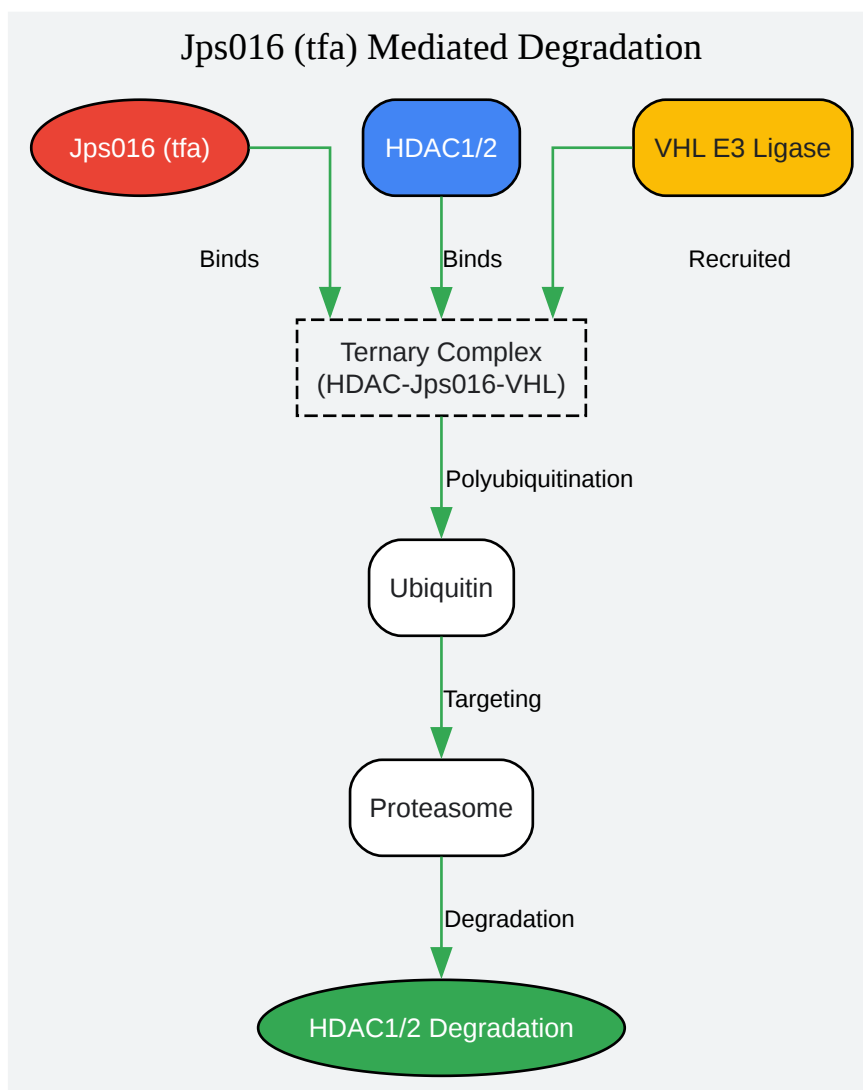 Jps016 (tfa) Mediated Degradation
Jps016 (tfa)
HDAC1/2
VHL E3 Ligase
Binds
Binds
Recruited
Ternary Complex
(HDAC-Jps016-VHL)
Polyubiquitination
Ubiquitin
Targeting
Proteasome
Degradation
HDAC1/2 Degradation